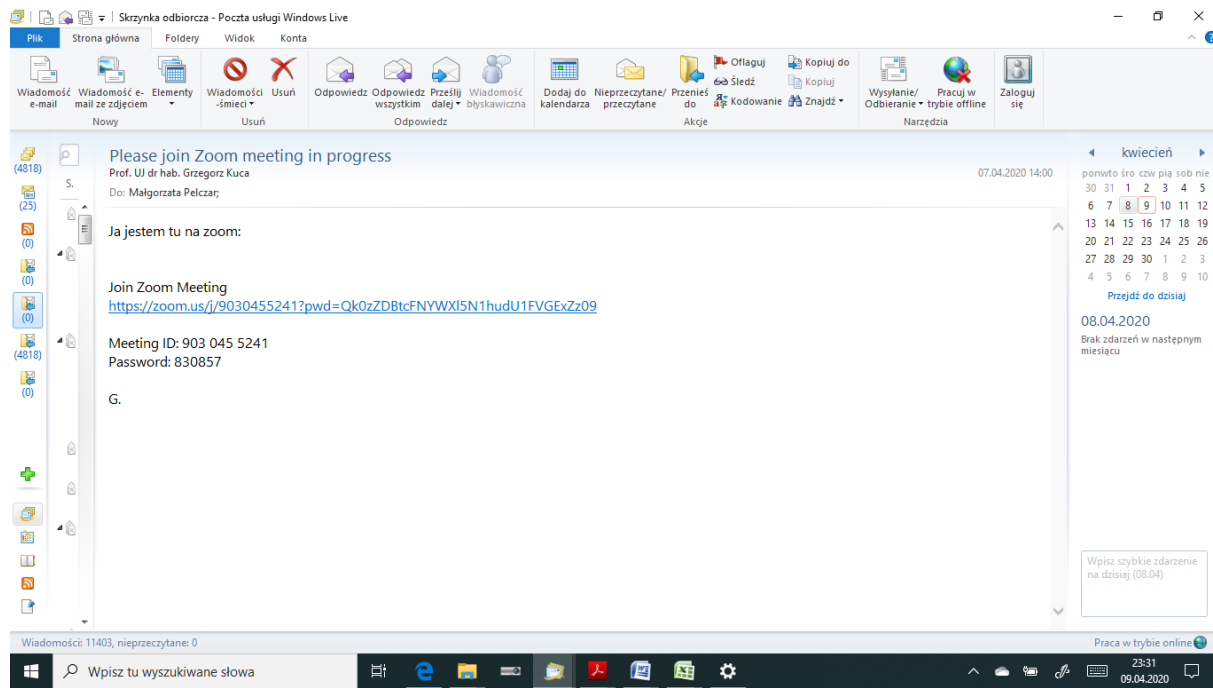 Skrzynka odbiorcza - Poczta usługi Windows Live
Plik Strona główna Foldery Widok Konta
Wiadomość e-mail
Wiadomość e-mail ze zdjęciem
Elementy
Nowy
Wiadomości -śmieci
Usuń
Usuń
Odpowiedz
Odpowiedz wszystkim
Prześlij dalej
Wiadomość błyskawiczna
Odpowiedz
Dodaj do kalendarza
Nieprzeczytane/ przeczytane
Przenieś do
Oflaguj
Śledź
Kodowanie
Kopiuj do
Kopiuj
Znajdź
Akcje
Wysyłanie/ Odbieranie
Pracuj w trybie offline
Narzędzia
Zaloguj się
(4818)
(25)
(0)
(0)
(0)
(4818)
(0)
S.
Please join Zoom meeting in progress
Prof. UJ dr hab. Grzegorz Kuca
07.04.2020 14:00
Do: Małgorzata Pelczar;
Ja jestem tu na zoom:
Join Zoom Meeting
https://zoom.us/j/9030455241?pwd=Qk0zZDBtcFNYWXl5N1hudU1FVGExZz09
Meeting ID: 903 045 5241
Password: 830857
G.
kwiecień
ponwto śro czw pią sob nie
30 31 1 2 3 4 5
6 7 8 9 10 11 12
13 14 15 16 17 18 19
20 21 22 23 24 25 26
27 28 29 30 1 2 3
4 5 6 7 8 9 10
Przejdź do dzisiaj
08.04.2020
Brak zdarzeń w następnym
miesiącu
Wpisz szybkie zdarzenie
na dzisiaj (08.04)
Wiadomości: 11403, nieprzeczytane: 0
Praca w trybie online
Wpisz tu wyszukiwane słowa
23:31
09.04.2020